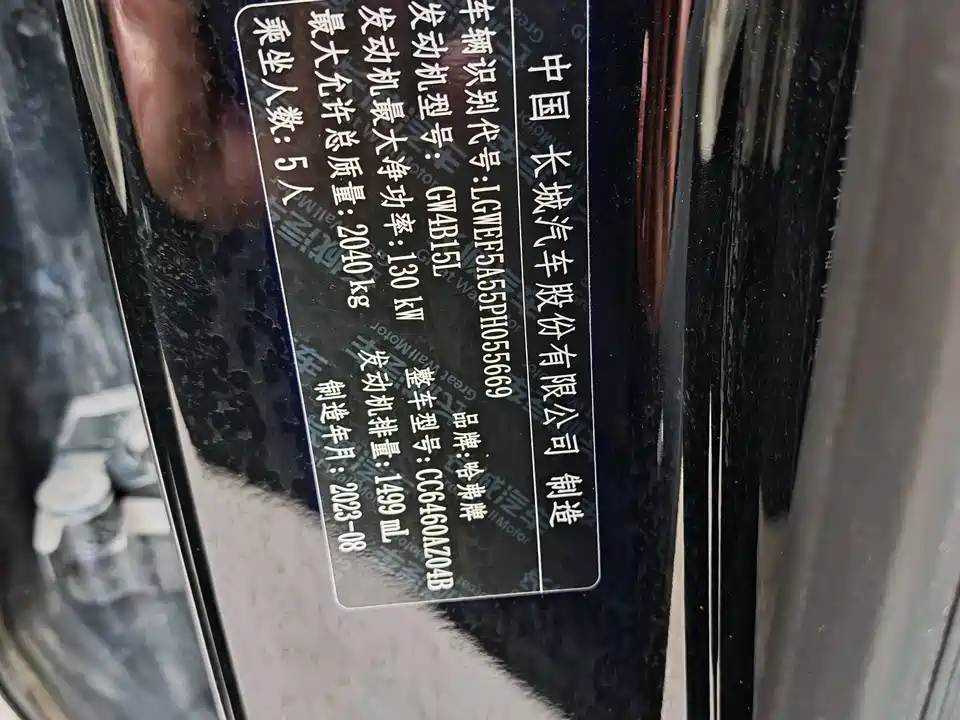 中国 长城汽车股份有限公司 制造
车辆识别代号:LGWEF5A55PH055669 品牌:哈弗牌
发动机型号: GW4B15L 整车型号:CC6460AZ04B
发动机最大净功率:130 kW 发动机排量:1499 mL
最大允许总质量:2040 kg 制造年月:2023-08
乘坐人数: 5 人